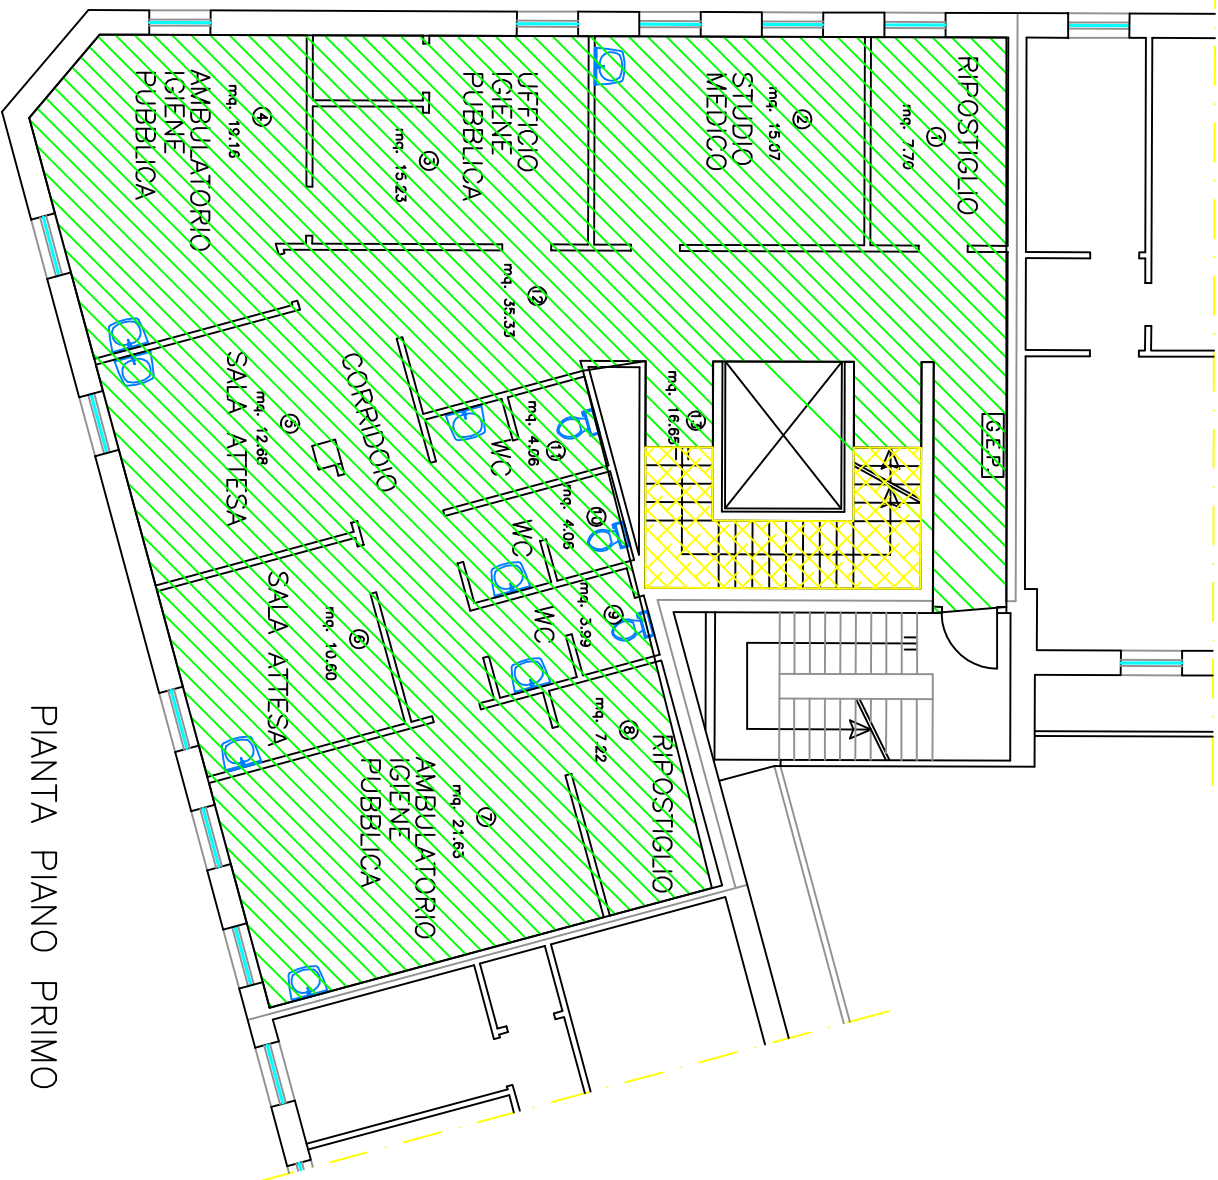 RIPOSTIGLIO
1
mq. 7.70
STUDIO
MEDICO
2
mq. 15.07
UFFICIO
IGIENE
PUBBLICA
3
mq. 15.23
AMBULATORIO
IGIENE
PUBBLICA
4
mq. 19.16
12
mq. 35.33
CORRIDOIO
13
mq. 16.65
G.E.P.
5
mq. 12.68
SALA ATTESA
11
mq. 4.06
WC
10
mq. 4.06
WC
9
mq. 3.99
WC
6
mq. 10.60
SALA ATTESA
8
mq. 7.22
RIPOSTIGLIO
7
mq. 21.63
AMBULATORIO
IGIENE
PUBBLICA
PIANTA PIANO PRIMO